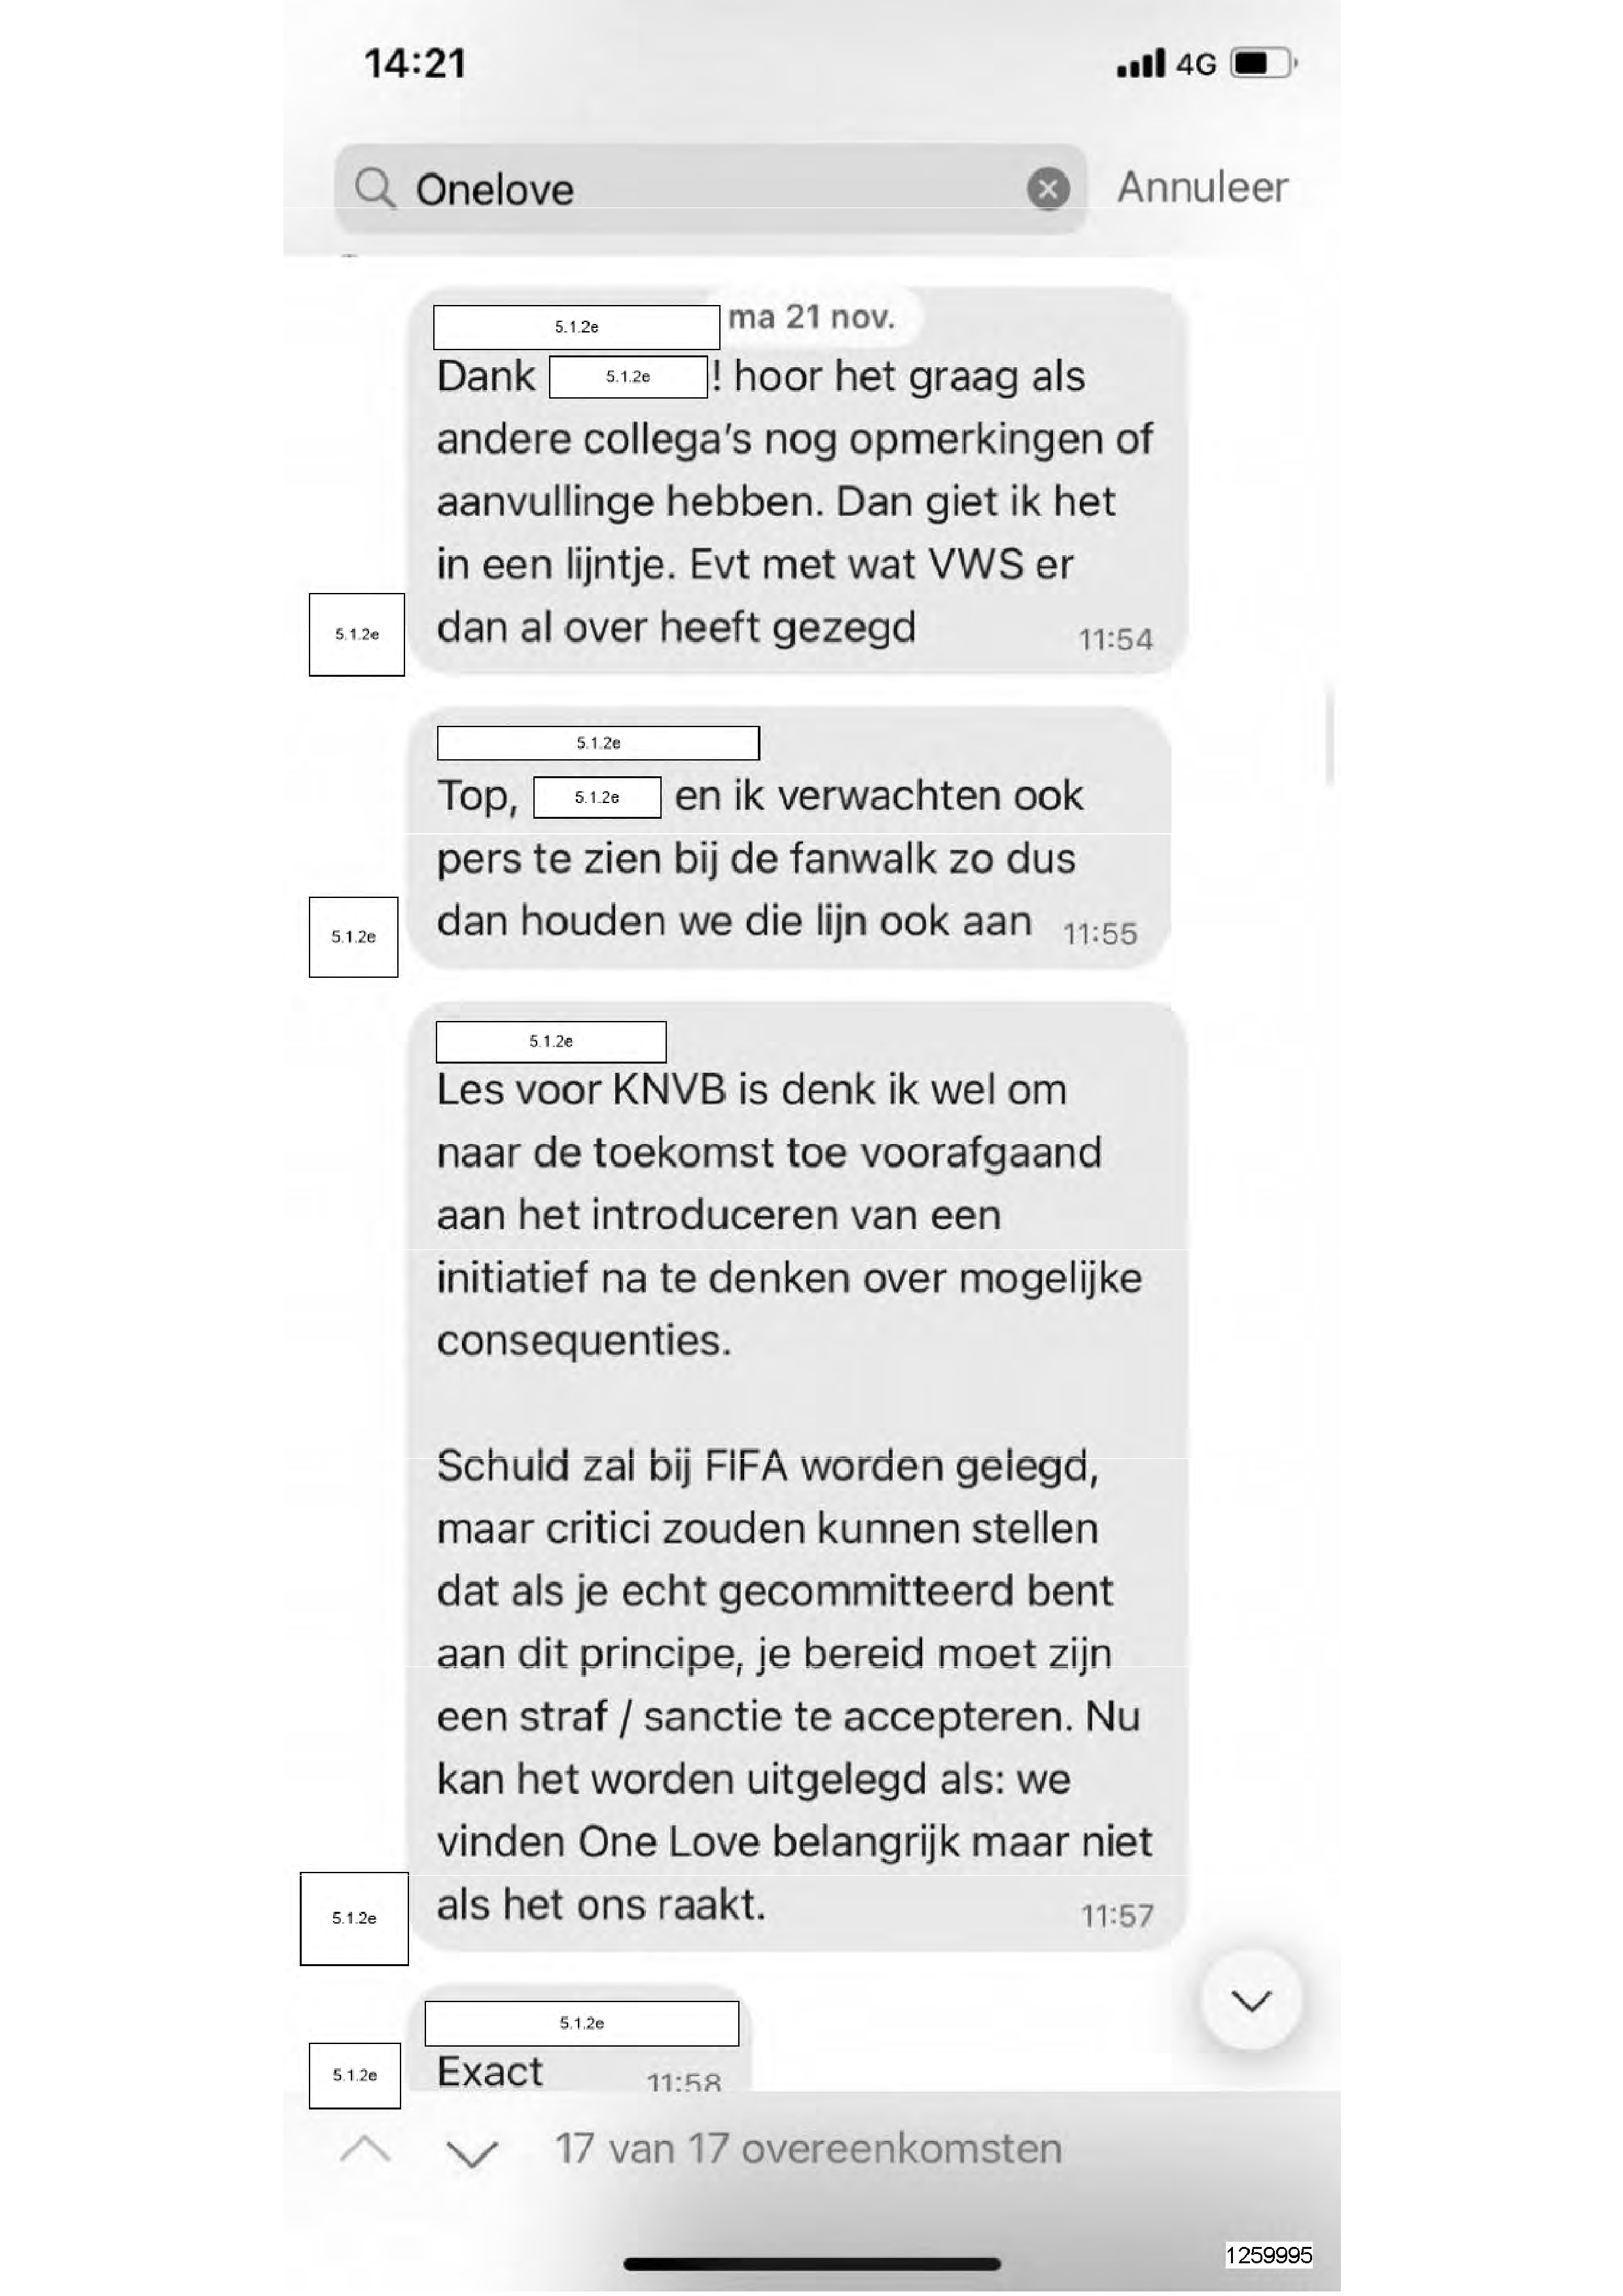 14:21
4G
Onelove
Annuleer
5.1.2e
ma 21 nov.
Dank 5.1.2e ! hoor het graag als
andere collega's nog opmerkingen of
aanvullinge hebben. Dan giet ik het
in een lijntje. Evt met wat VWS er
5.1.2e
dan al over heeft gezegd
11:54
5.1.2e
Top, 5.1.2e en ik verwachten ook
pers te zien bij de fanwalk zo dus
5.1.2e
dan houden we die lijn ook aan
11:55
5.1.2e
Les voor KNVB is denk ik wel om
naar de toekomst toe voorafgaand
aan het introduceren van een
initiatief na te denken over mogelijke
consequenties.
Schuld zal bij FIFA worden gelegd,
maar critici zouden kunnen stellen
dat als je echt gecommitteerd bent
aan dit principe, je bereid moet zijn
een straf / sanctie te accepteren. Nu
kan het worden uitgelegd als: we
vinden One Love belangrijk maar niet
5.1.2e
als het ons raakt.
11:57
5.1.2e
5.1.2e
Exact
11:58
17 van 17 overeenkomsten
1259995